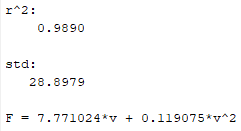 r^2:
0.9890
std:
28.8979
F = 7.771024*v + 0.119075*v^2